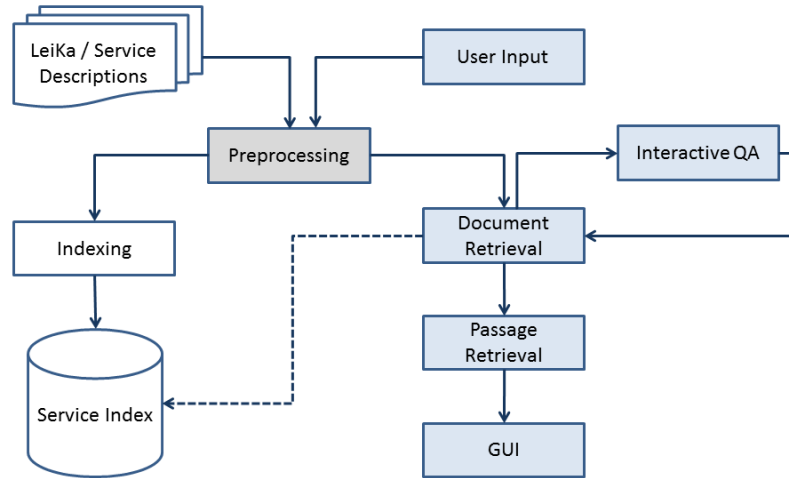 LeiKa / Service
Descriptions
User Input
Preprocessing
Interactive QA
Document
Retrieval
Indexing
Passage
Retrieval
Service Index
GUI